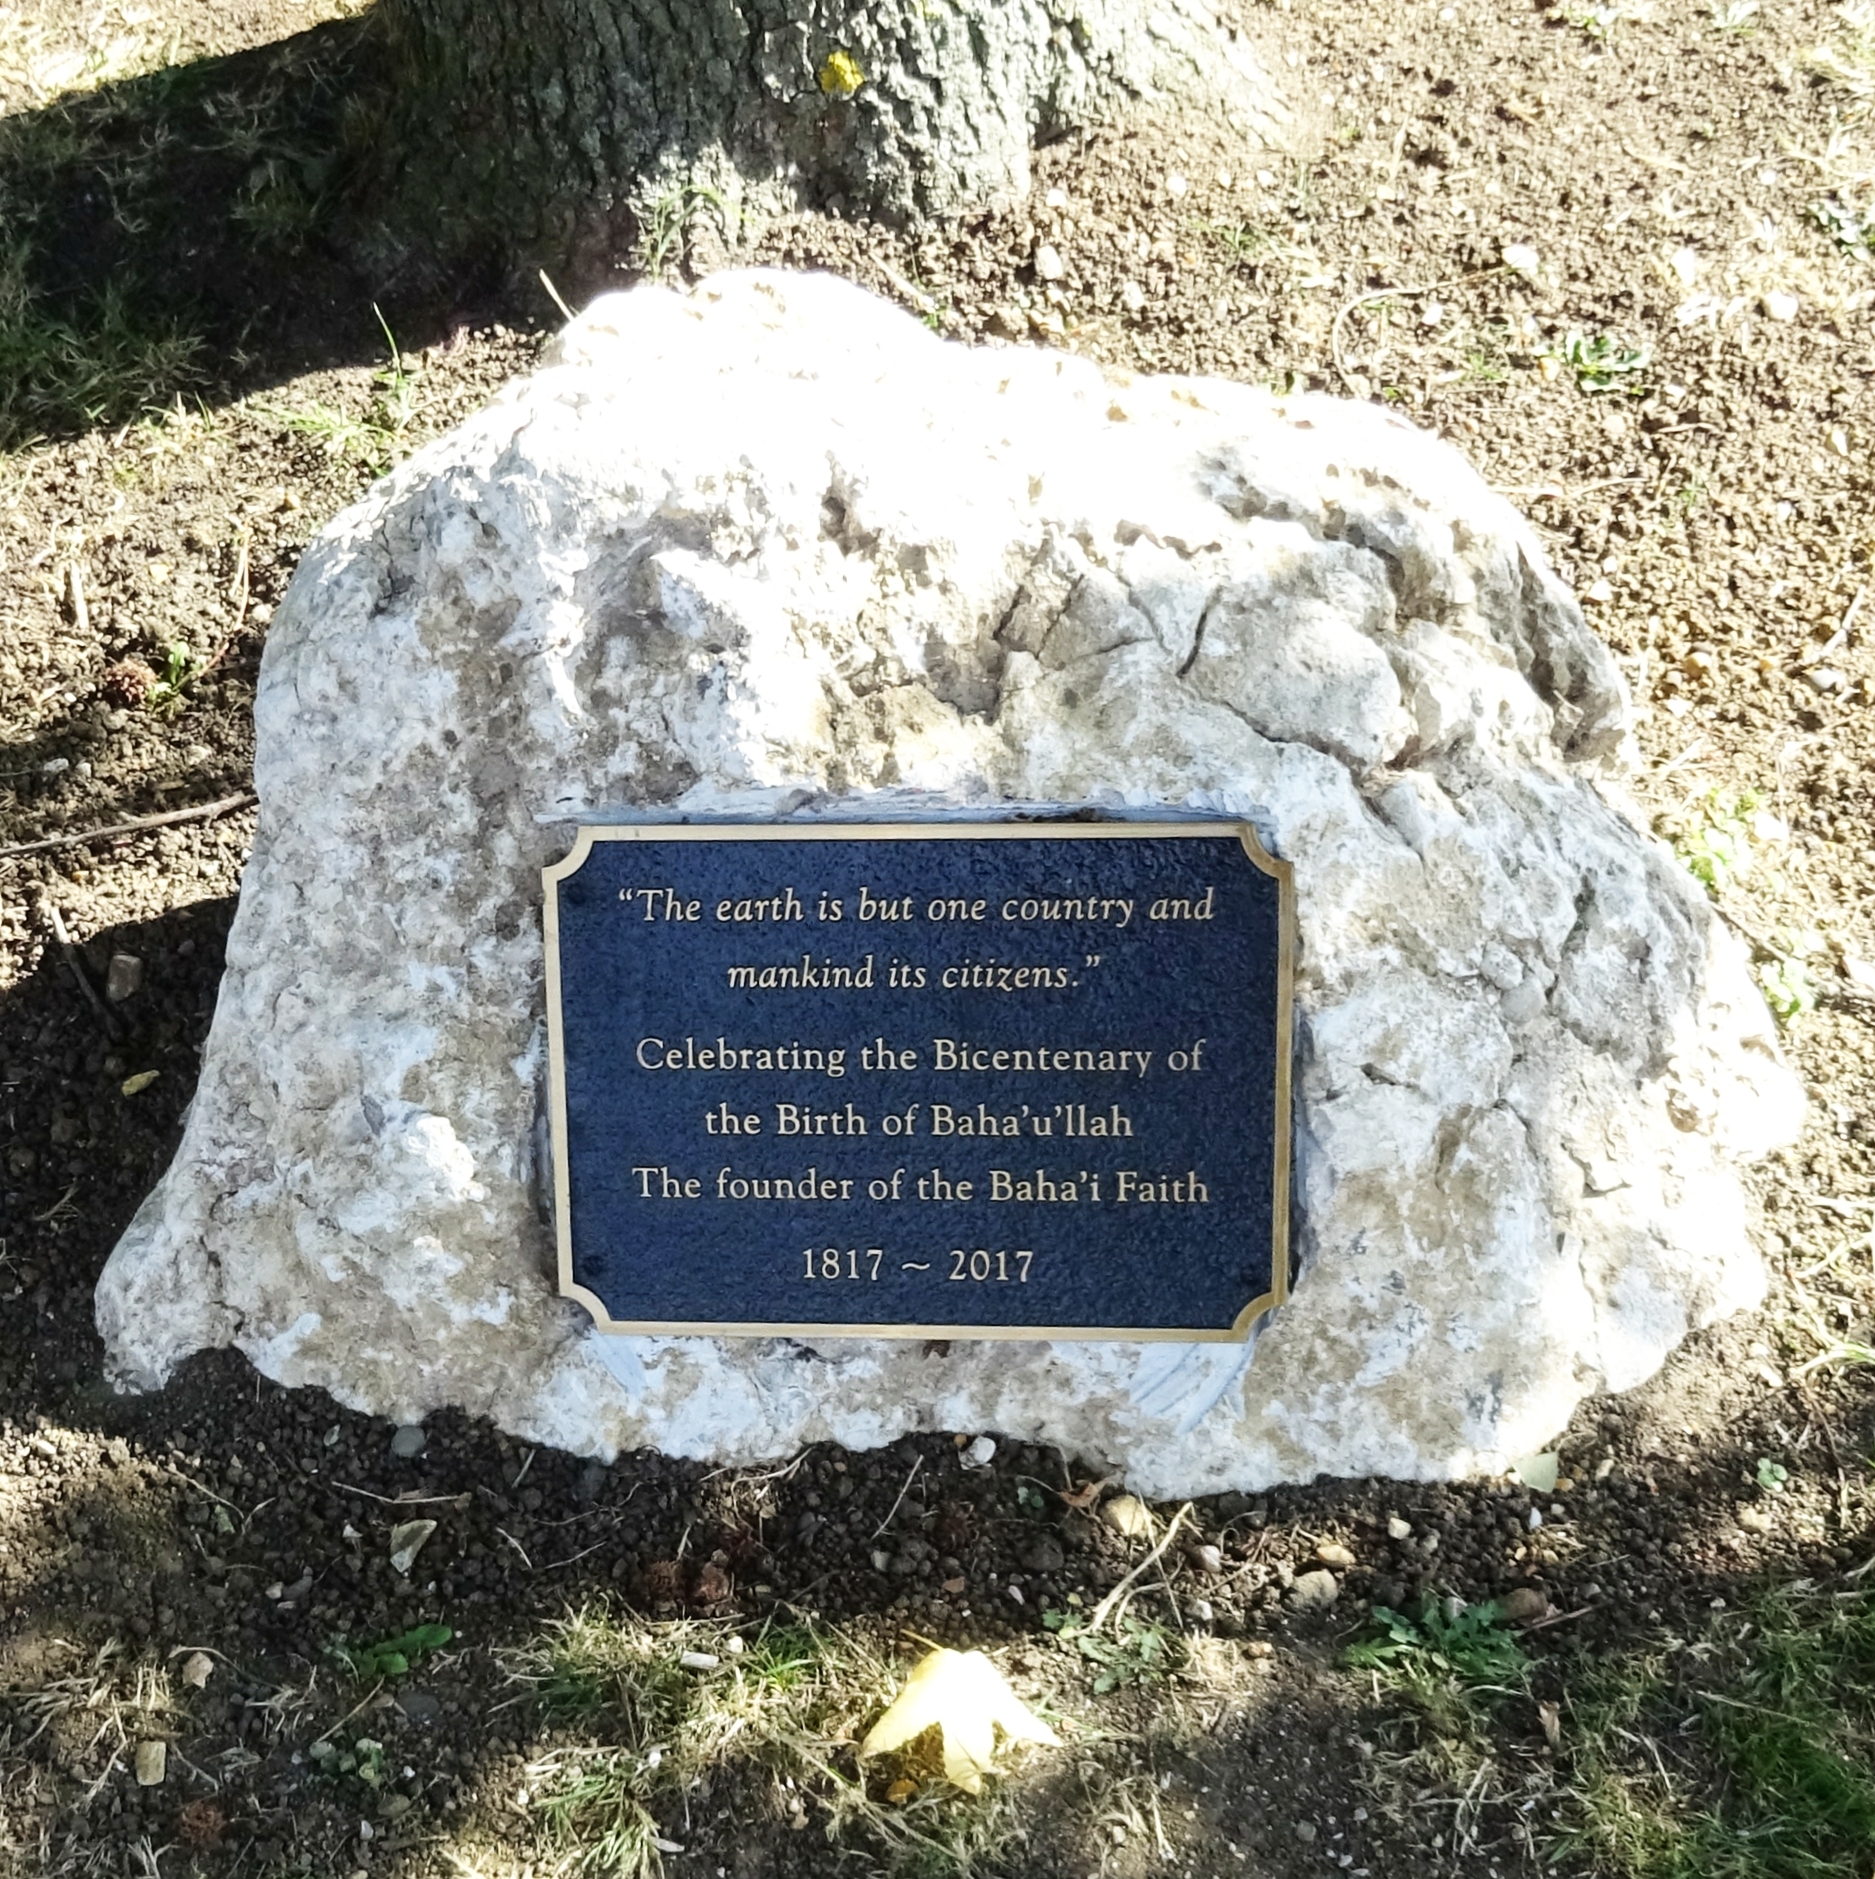 “The earth is but one country and
mankind its citizens.”
Celebrating the Bicentenary of
the Birth of Baha’u’llah
The founder of the Baha’i Faith
1817 ~ 2017